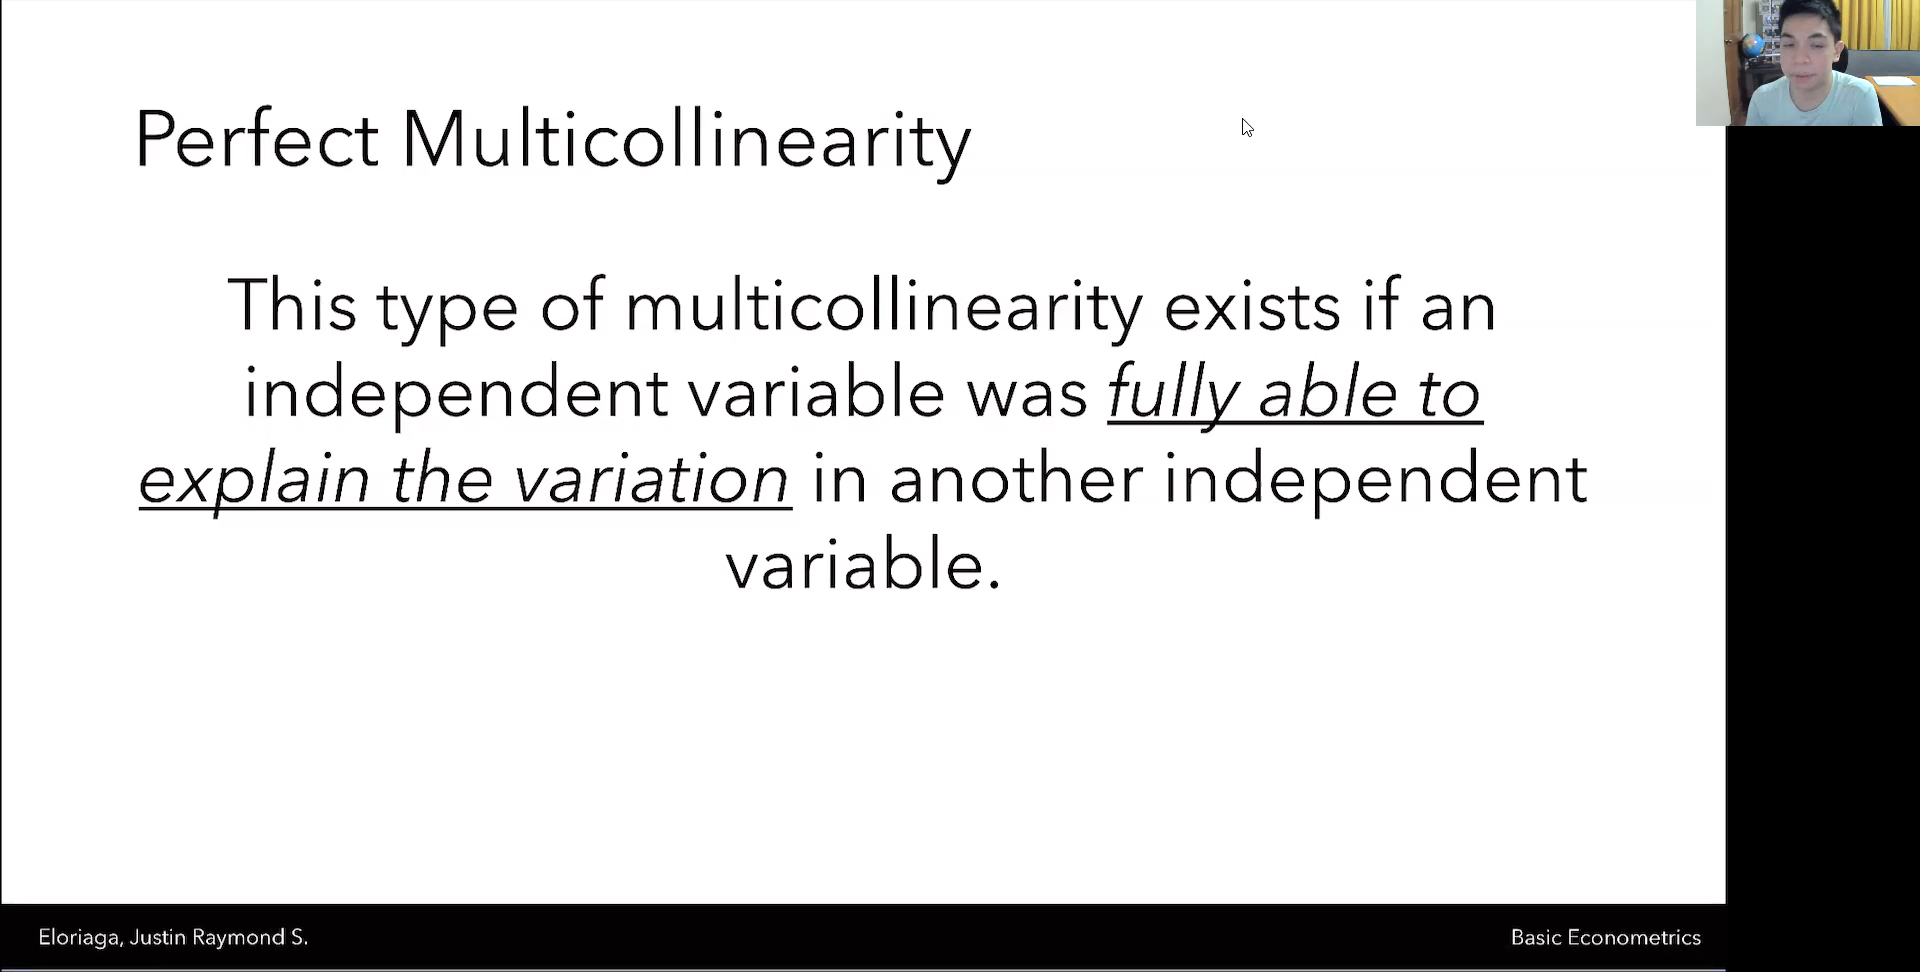 Perfect Multicollinearity
This type of multicollinearity exists if an
independent variable was fully able to
explain the variation in another independent
variable.
Eloriaga, Justin Raymond S.
Basic Econometrics